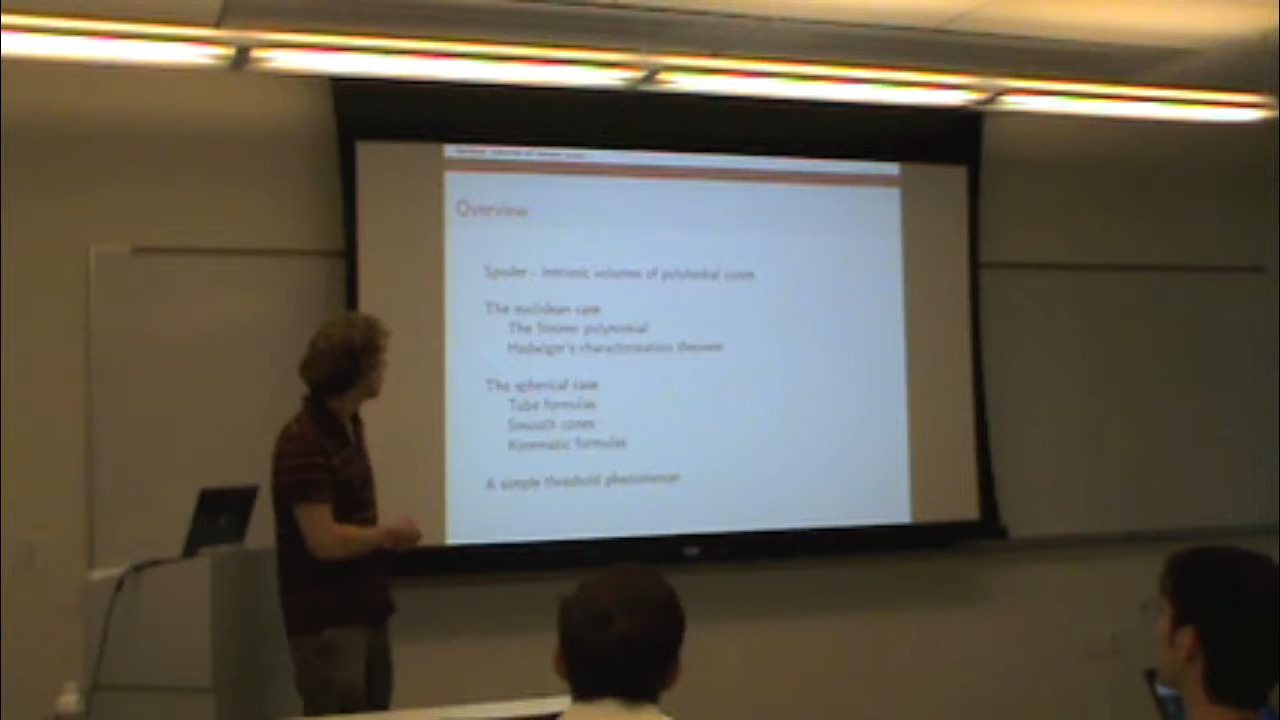 Overview
Spoiler - intrinsic volumes of polyhedral cones
The euclidean case
The Steiner polynomial
Hadwiger's characterization theorem
The spherical case
Tube formulas
Smooth cones
Kinematic formulas
A simple threshold phenomenon